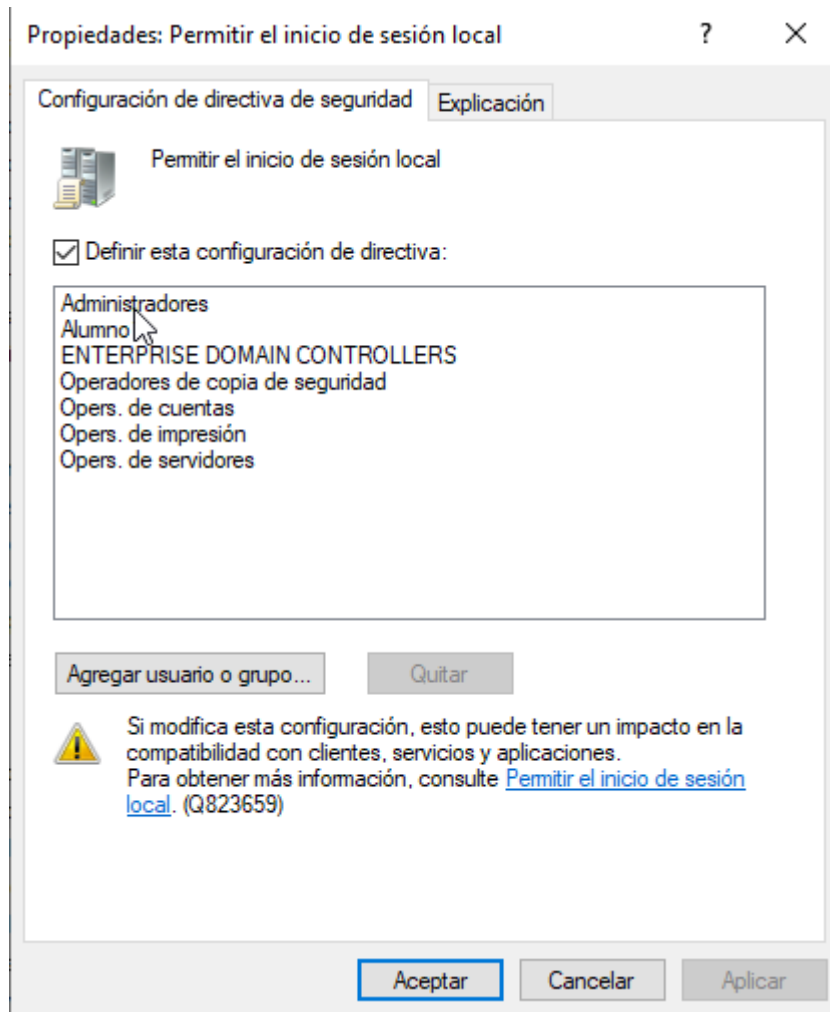 Propiedades: Permitir el inicio de sesión local ? ×
Configuración de directiva de seguridad Explicación
Permitir el inicio de sesión local
Definir esta configuración de directiva:
Administradores
Alumno
ENTERPRISE DOMAIN CONTROLLERS
Operadores de copia de seguridad
Opers. de cuentas
Opers. de impresión
Opers. de servidores
Agregar usuario o grupo... Quitar
Si modifica esta configuración, esto puede tener un impacto en la
compatibilidad con clientes, servicios y aplicaciones.
Para obtener más información, consulte Permitir el inicio de sesión
local. (Q823659)
Aceptar Cancelar Aplicar